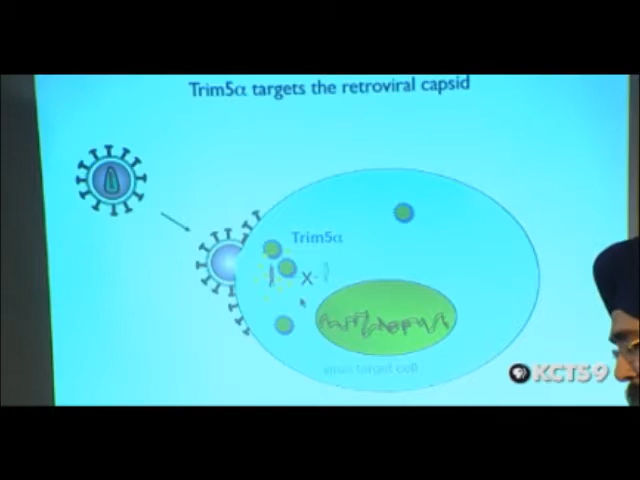 Trim5α targets the retroviral capsid
Trim5α
X
virus target cell
KCTS9